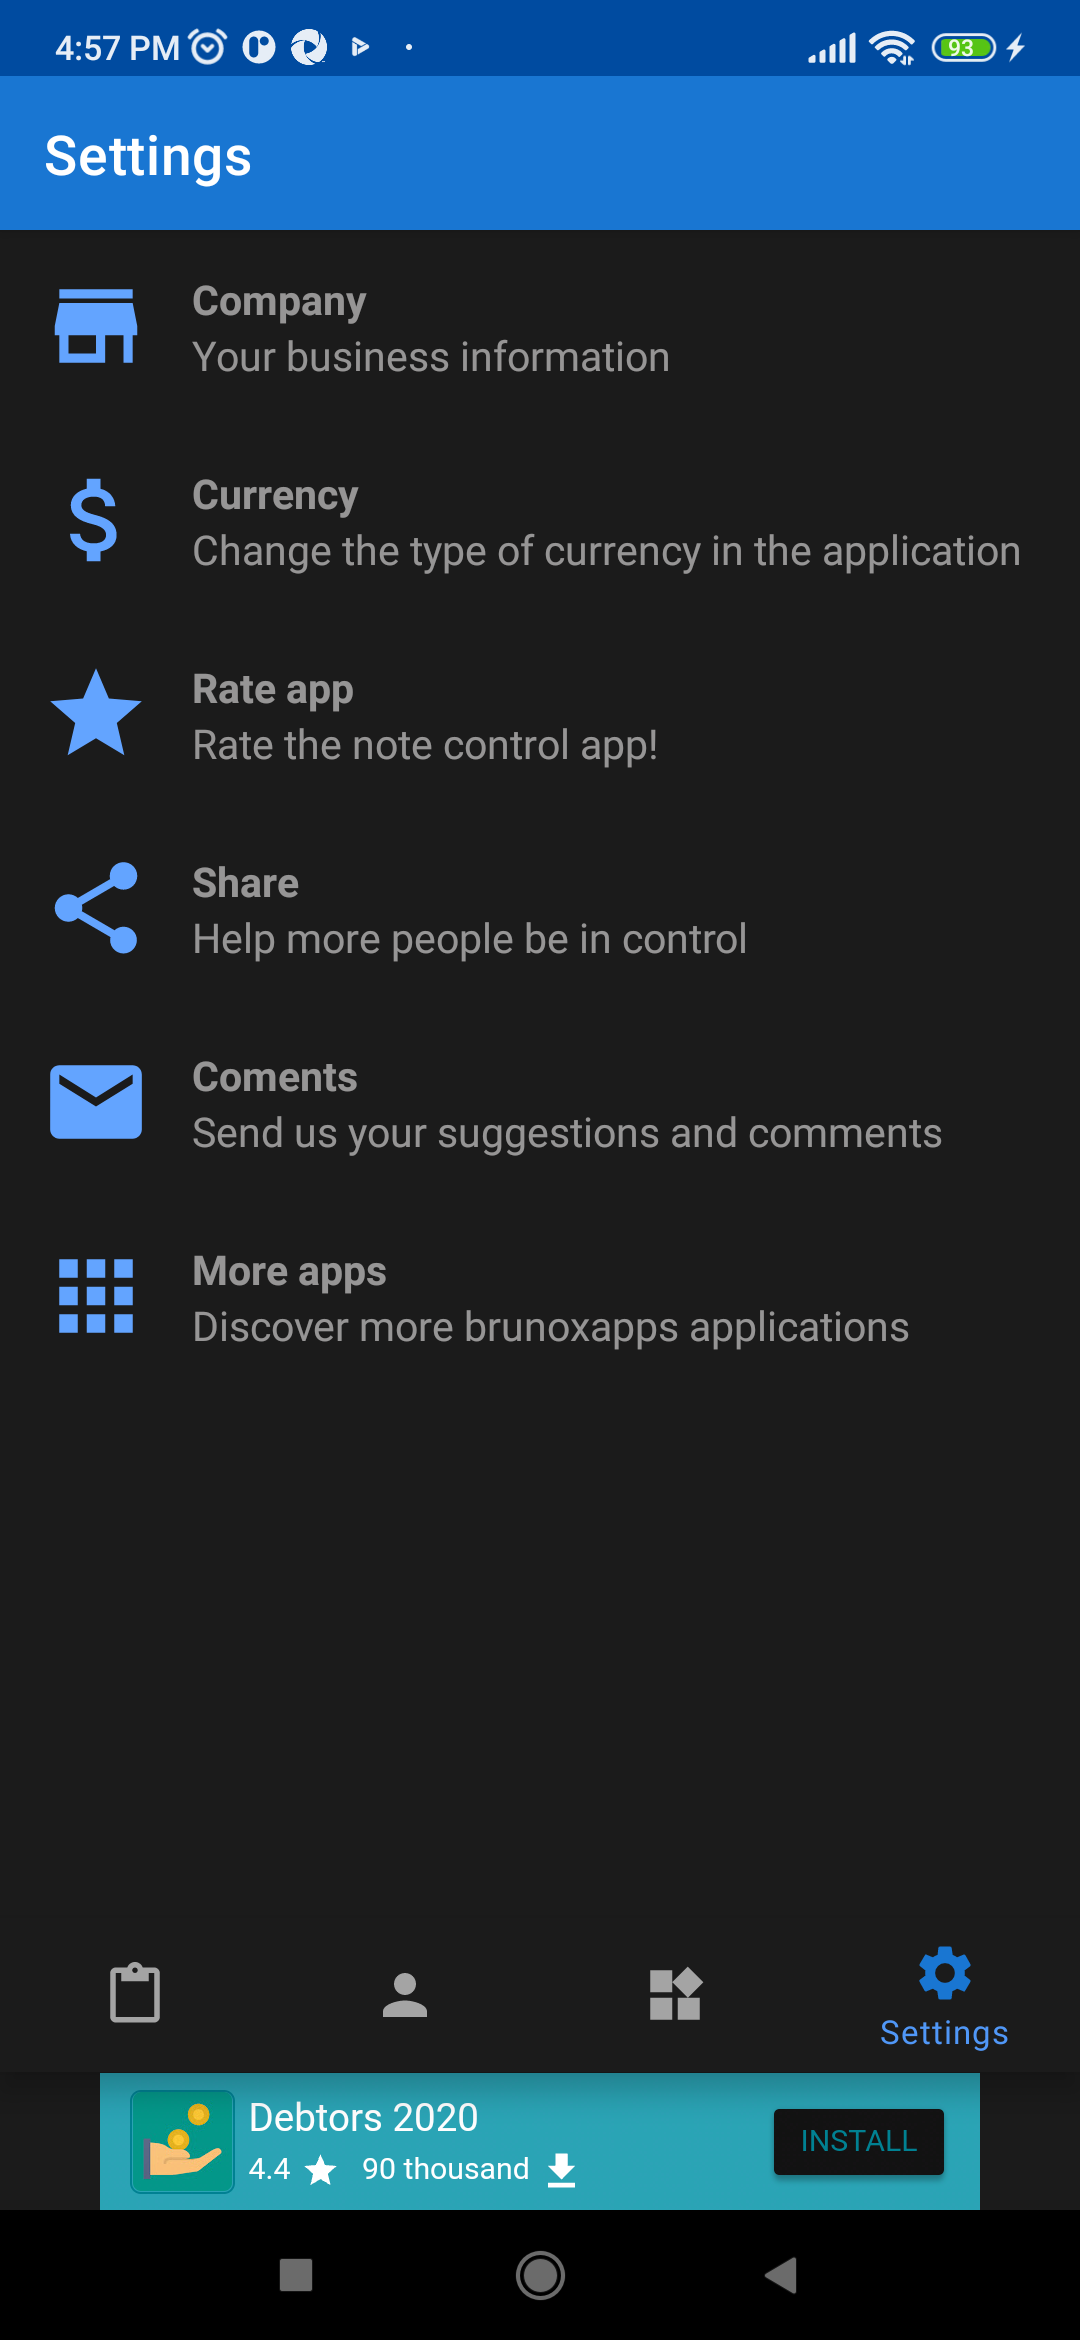 4:57 PM
93
Settings
Company
Your business information
Currency
Change the type of currency in the application
Rate app
Rate the note control app!
Share
Help more people be in control
Coments
Send us your suggestions and comments
More apps
Discover more brunoxapps applications
Settings
Debtors 2020
4.4 90 thousand
INSTALL